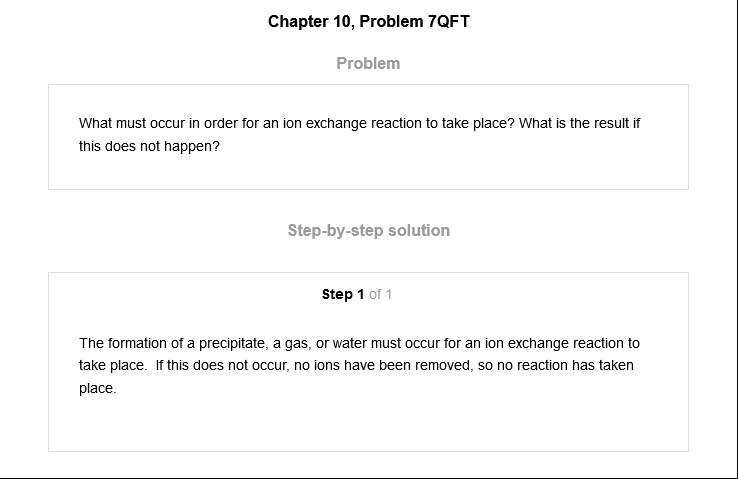 Chapter 10, Problem 7QFT
Problem
What must occur in order for an ion exchange reaction to take place? What is the result if
this does not happen?
Step-by-step solution
Step 1 of 1
The formation of a precipitate, a gas, or water must occur for an ion exchange reaction to
take place.  If this does not occur, no ions have been removed, so no reaction has taken
place.